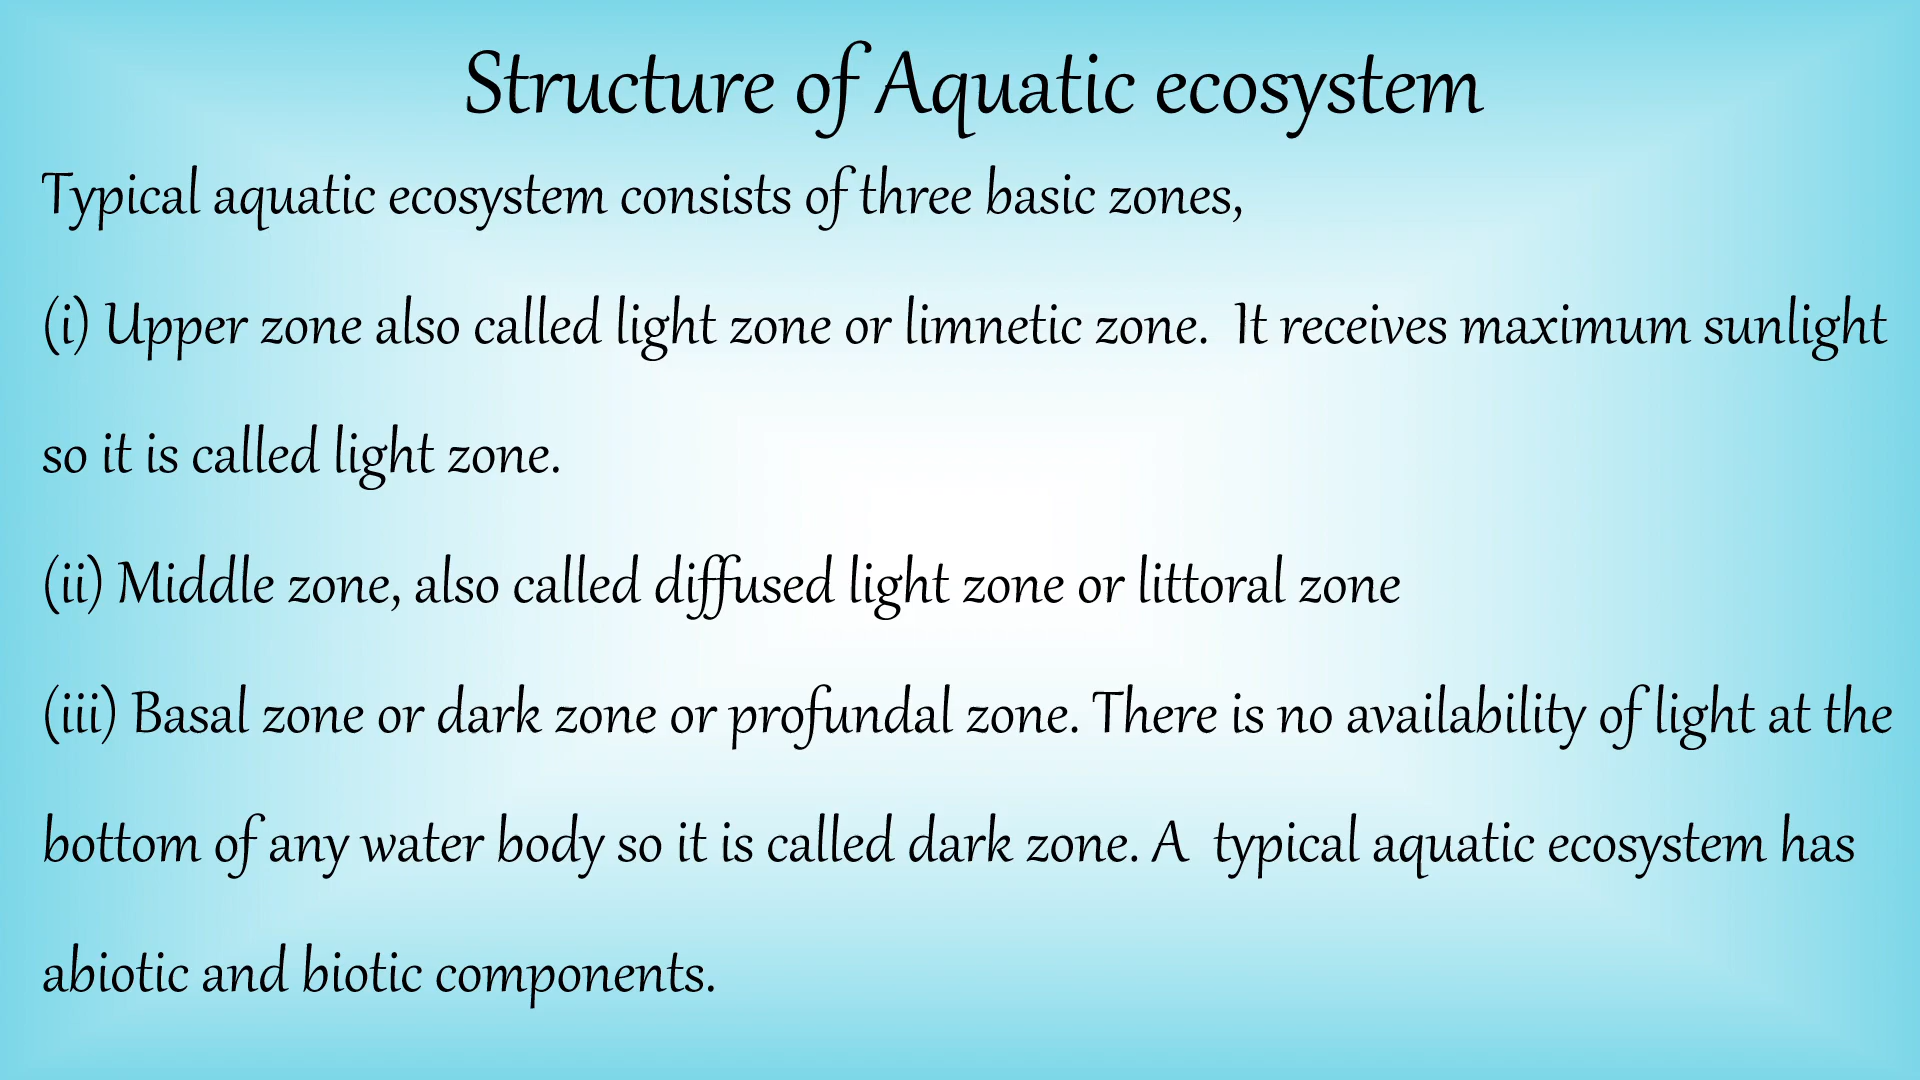 Structure of Aquatic ecosystem
Typical aquatic ecosystem consists of three basic zones,
(i) Upper zone also called light zone or limnetic zone.  It receives maximum sunlight
so it is called light zone.
(ii) Middle zone, also called diffused light zone or littoral zone
(iii) Basal zone or dark zone or profundal zone. There is no availability of light at the
bottom of any water body so it is called dark zone. A  typical aquatic ecosystem has
abiotic and biotic components.